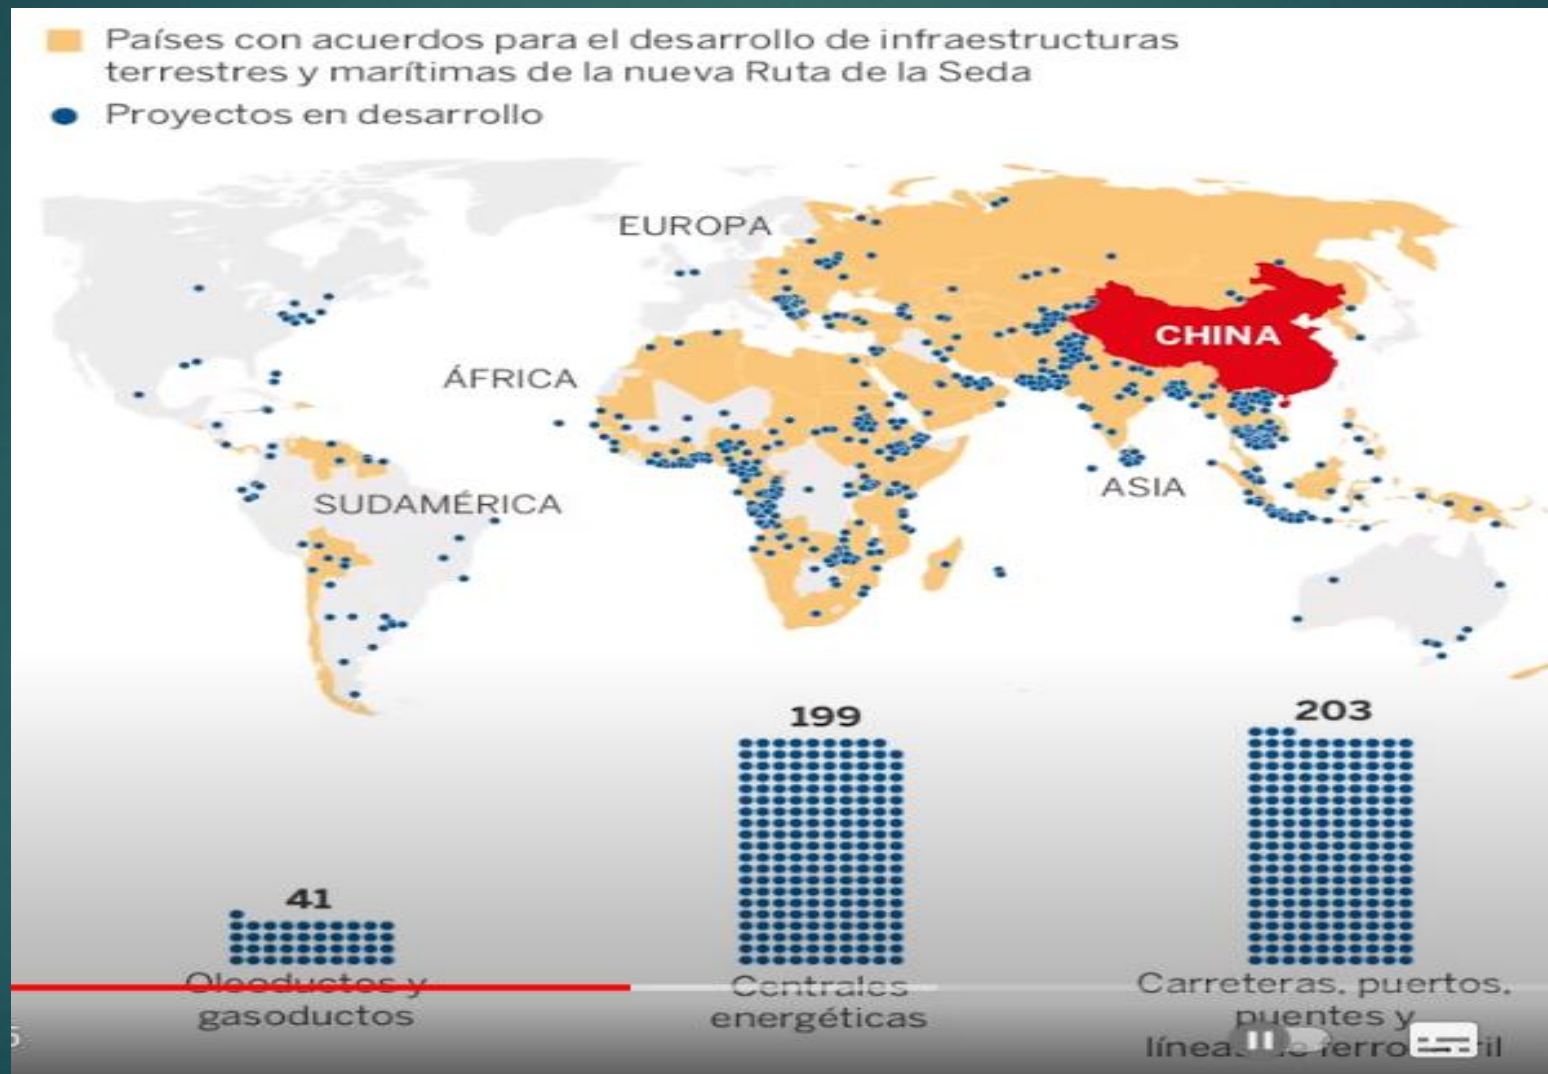 Países con acuerdos para el desarrollo de infraestructuras
terrestres y marítimas de la nueva Ruta de la Seda
Proyectos en desarrollo
EUROPA
CHINA
ÁFRICA
ASIA
SUDAMÉRICA
199
203
41
Oleoductos y
gasoductos
Centrales
energéticas
Carreteras, puertos,
puentes y